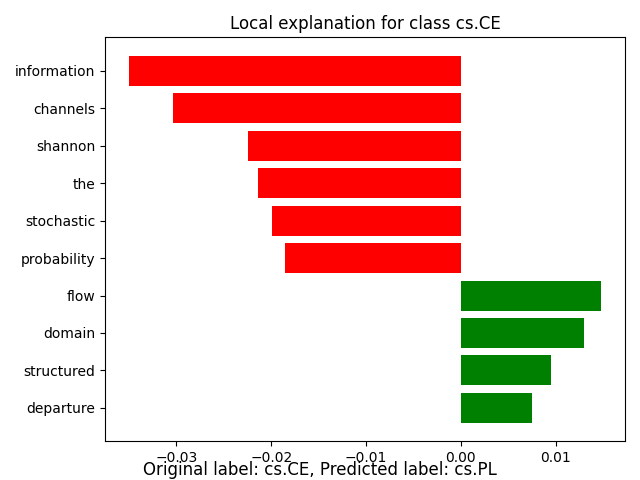 Local explanation for class cs.CE
information
channels
shannon
the
stochastic
probability
flow
domain
structured
departure
−0.03 −0.02 −0.01 0.00 0.01
Original label: cs.CE, Predicted label: cs.PL